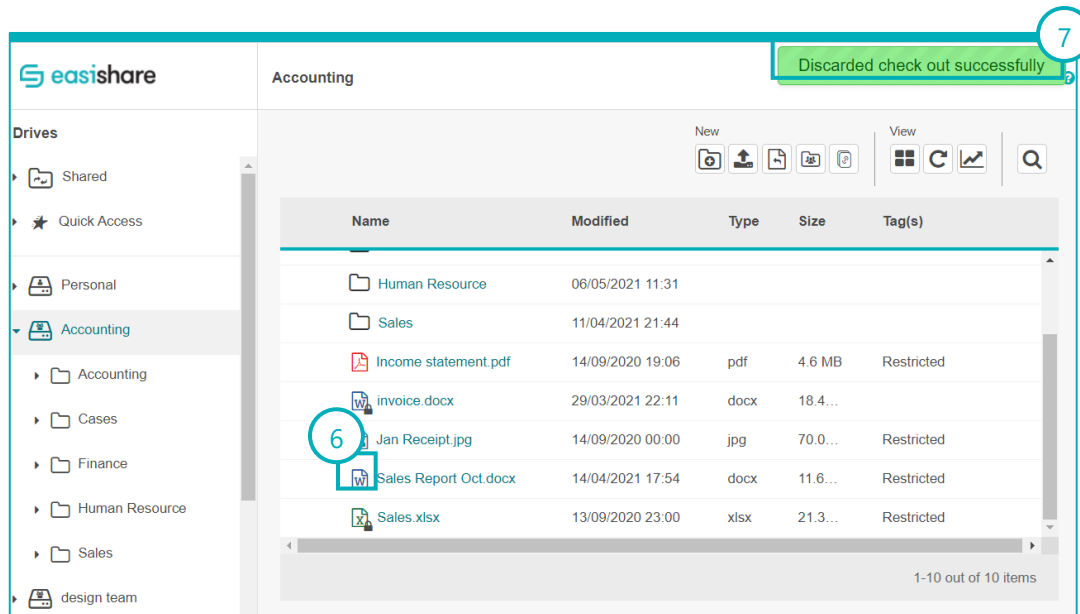 7
easishare
Accounting
Discarded check out successfully
Drives
New
View
Shared
Quick Access
Personal
Accounting
Accounting
Cases
Finance
Human Resource
Sales
design team
Name Modified Type Size Tag(s)
Human Resource 06/05/2021 11:31
Sales 11/04/2021 21:44
Income statement.pdf 14/09/2020 19:06 pdf 4.6 MB Restricted
invoice.docx 29/03/2021 22:11 docx 18.4...
6
Jan Receipt.jpg 14/09/2020 00:00 jpg 70.0... Restricted
Sales Report Oct.docx 14/04/2021 17:54 docx 11.6... Restricted
Sales.xlsx 13/09/2020 23:00 xlsx 21.3... Restricted
1-10 out of 10 items